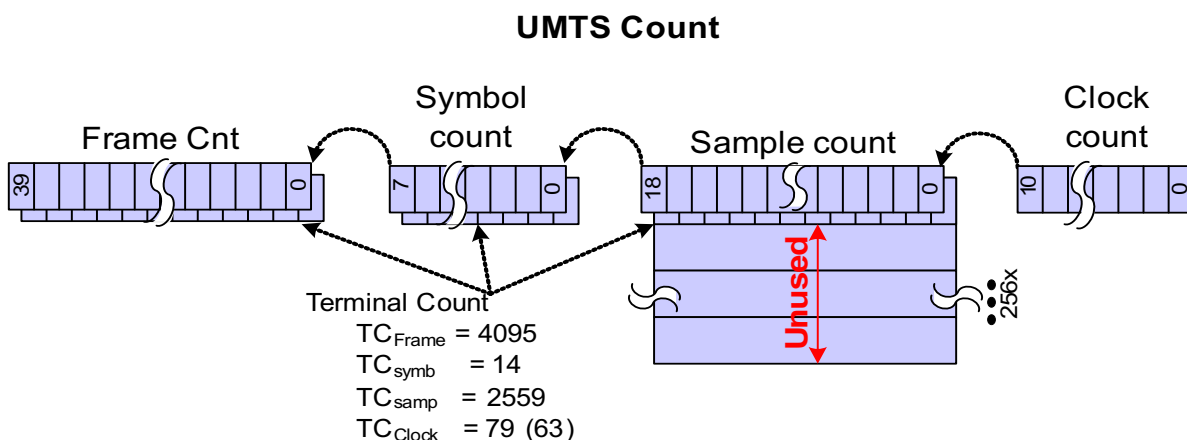 UMTS Count
Frame Cnt
Symbol
count
Sample count
Clock
count
39
0
7
0
18
0
10
0
Unused
256x
Terminal Count
TCFrame = 4095
TCsymb = 14
TCsamp = 2559
TCClock = 79 (63)